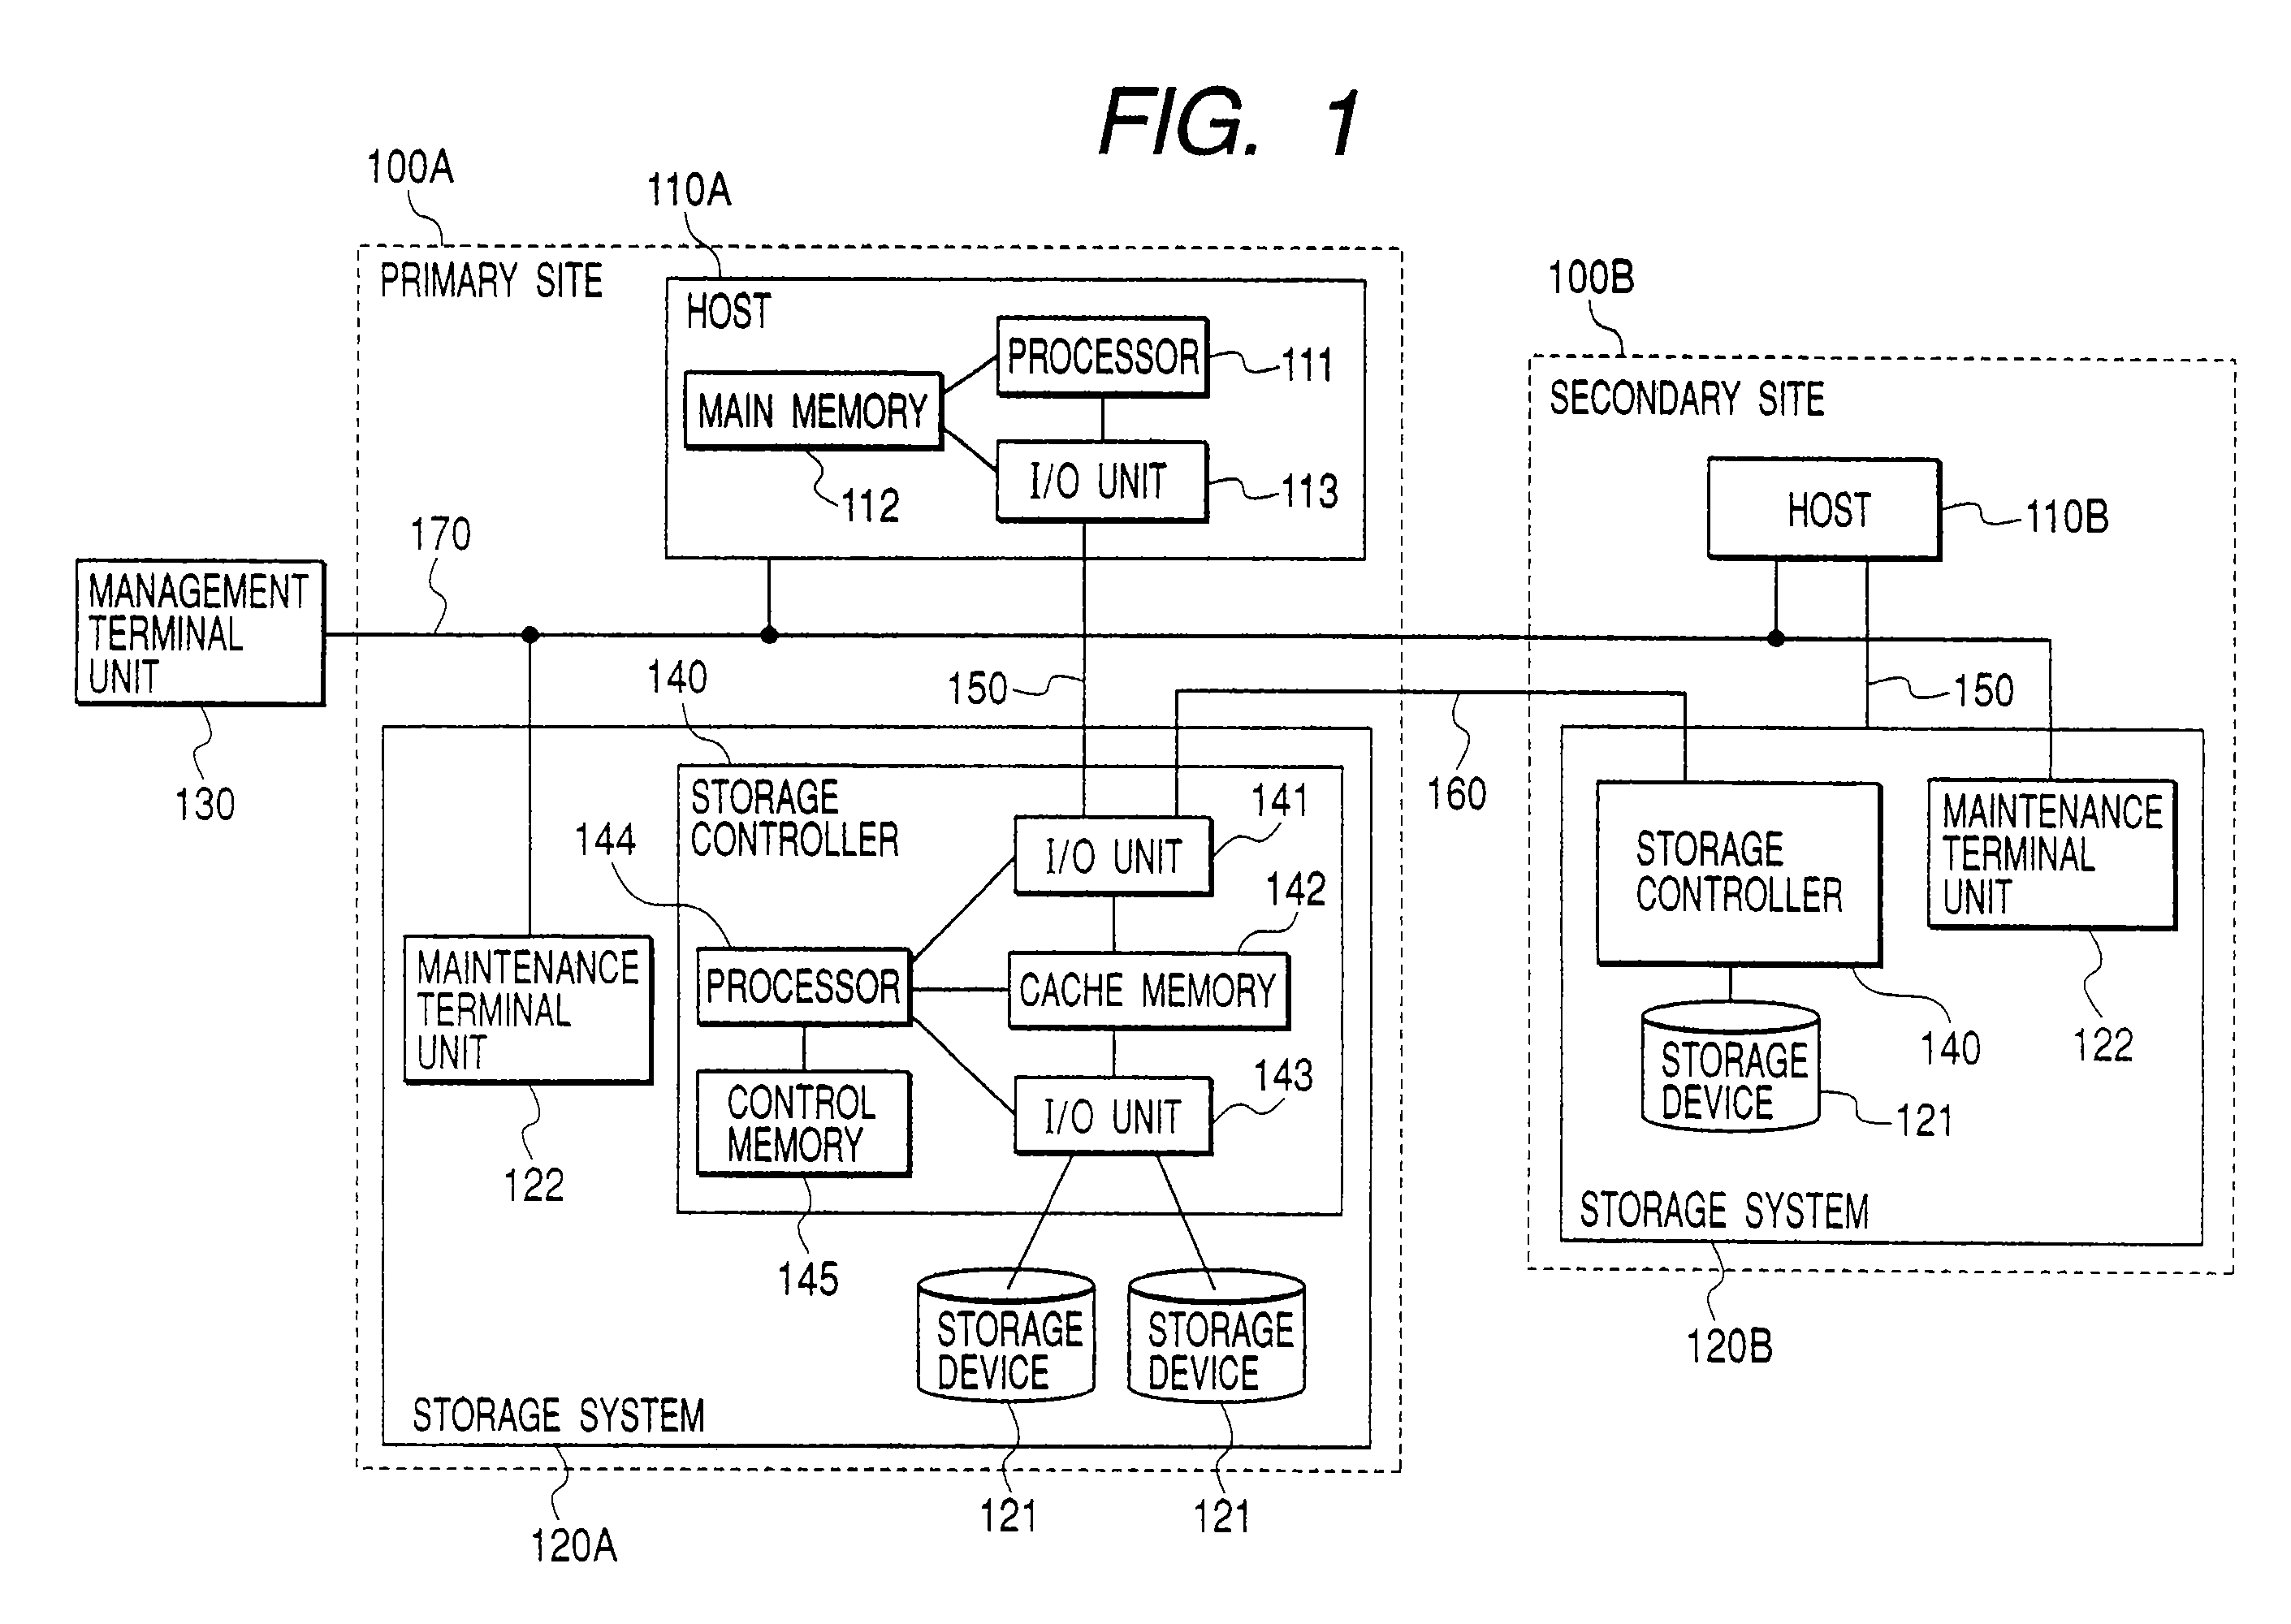 FIG. 1
100A
110A
PRIMARY SITE
HOST
PROCESSOR
111
MAIN MEMORY
112
I/O UNIT
113
100B
SECONDARY SITE
HOST
110B
170
MANAGEMENT
TERMINAL
UNIT
130
140
150
160
150
STORAGE
CONTROLLER
144
141
I/O UNIT
142
PROCESSOR
CACHE MEMORY
143
I/O UNIT
CONTROL
MEMORY
145
MAINTENANCE
TERMINAL
UNIT
122
STORAGE
DEVICE
121
STORAGE
DEVICE
121
STORAGE SYSTEM
120A
STORAGE
CONTROLLER
140
MAINTENANCE
TERMINAL
UNIT
122
STORAGE
DEVICE
121
STORAGE SYSTEM
120B